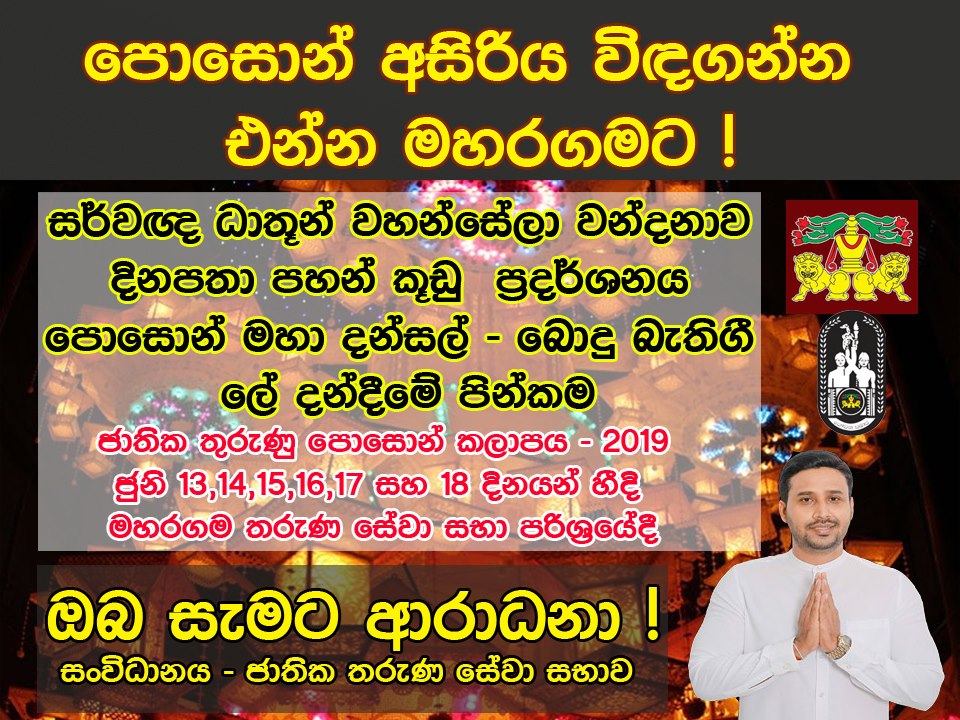 පොසොන් අසිරිය විඳගන්න
එන්න මහරගමට !
සර්වඥ ධාතූන් වහන්සේලා වන්දනාව
දිනපතා පහන් කූඩු ප්‍රදර්ශනය
පොසොන් මහා දන්සල් - බොදු බැතිගී
ලේ දන්දීමේ පින්කම
ජාතික තුරුණු පොසොන් කලාපය - 2019
ජුනි 13,14,15,16,17 සහ 18 දිනයන් හීදී
මහරගම තරුණ සේවා සභා පරිශ්‍රයේදී
ඔබ සැමට ආරාධනා !
සංවිධානය - ජාතික තරුණ සේවා සභාව